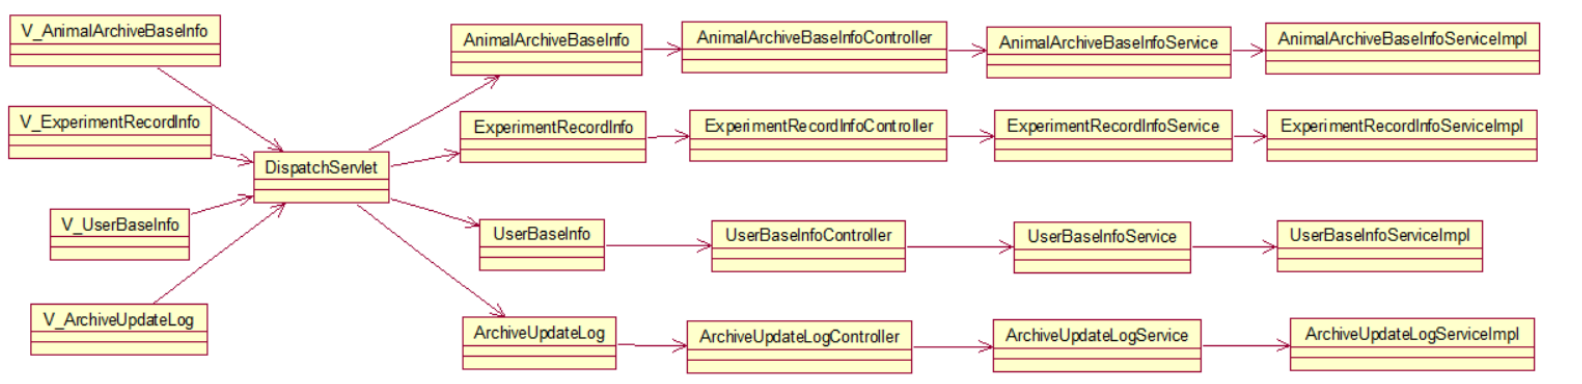 V_AnimalArchiveBaseInfo
AnimalArchiveBaseInfo
AnimalArchiveBaseInfoController
AnimalArchiveBaseInfoService
AnimalArchiveBaseInfoServiceImpl
V_ExperimentRecordInfo
ExperimentRecordInfo
ExperimentRecordInfoController
ExperimentRecordInfoService
ExperimentRecordInfoServiceImpl
DispatchServlet
V_UserBaseInfo
UserBaseInfo
UserBaseInfoController
UserBaseInfoService
UserBaseInfoServiceImpl
V_ArchiveUpdateLog
ArchiveUpdateLog
ArchiveUpdateLogController
ArchiveUpdateLogService
ArchiveUpdateLogServiceImpl